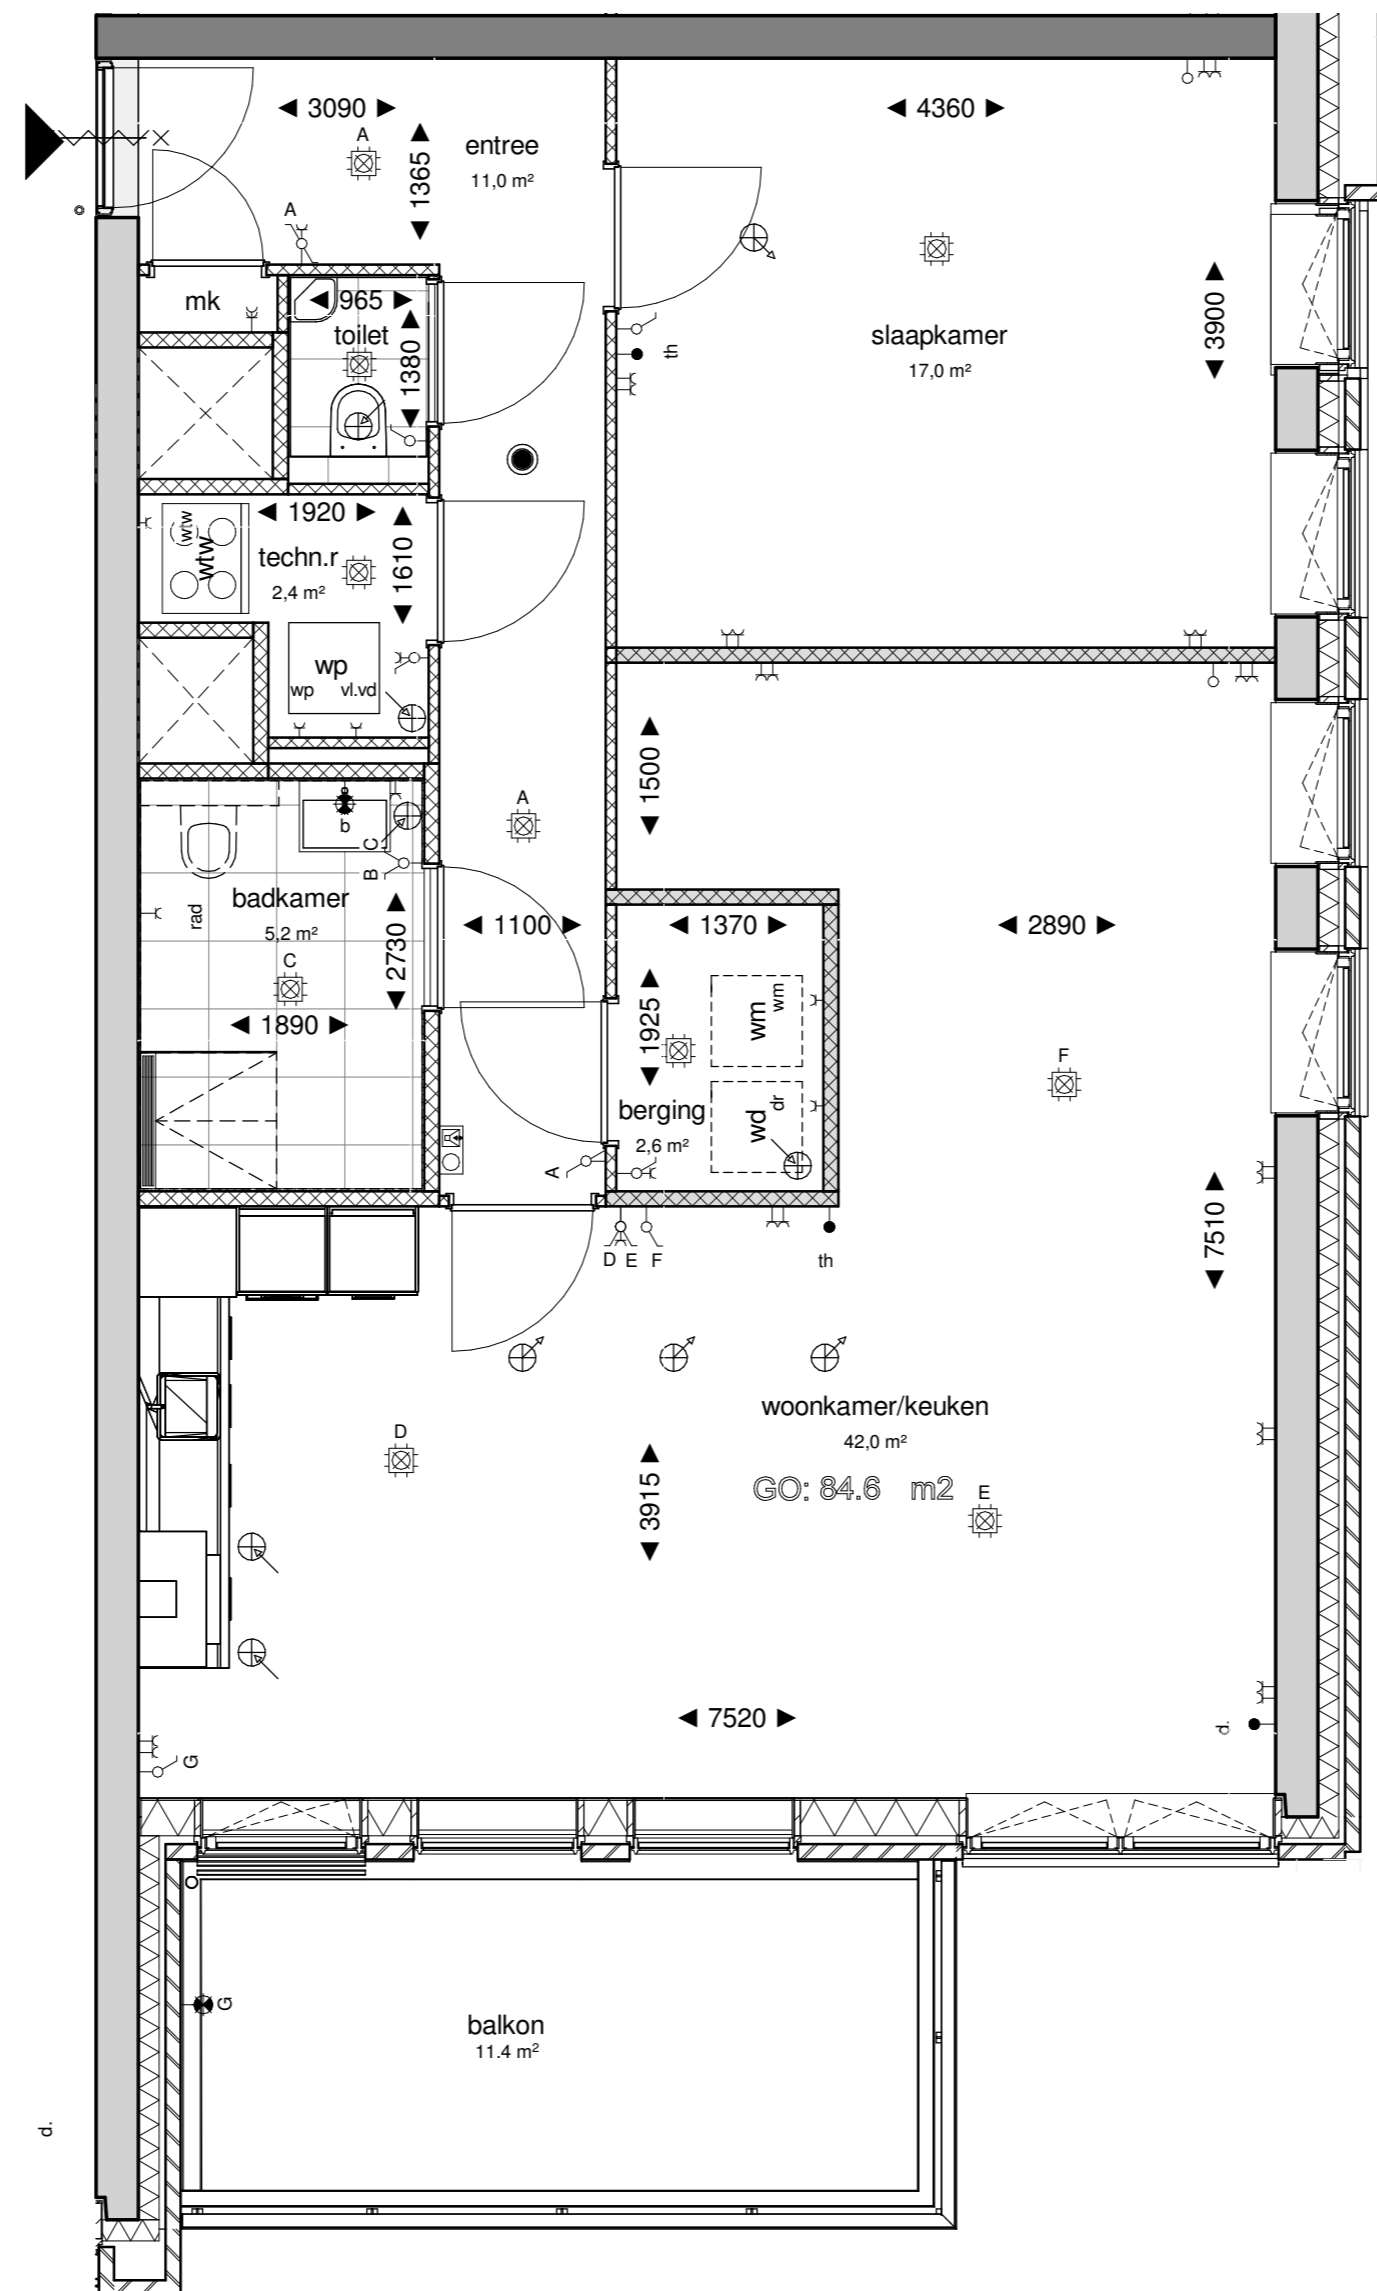 3090
4360
A
entree
11,0 m²
1365
A
mk
965
toilet
1380
slaapkamer
17,0 m²
3900
th
1920
wtw
wtw
techn.r
2,4 m²
1610
wp
wp
vl.vd
1500
A
b
C
B
badkamer
5,2 m²
rad
2730
C
1890
1100
1370
2890
1925
wm
wm
F
berging
2,6 m²
wd
dr
A
7510
D
E
F
th
woonkamer/keuken
42,0 m²
D
3915
GO: 84.6 m2
E
7520
d.
G
G
balkon
11.4 m²
d.